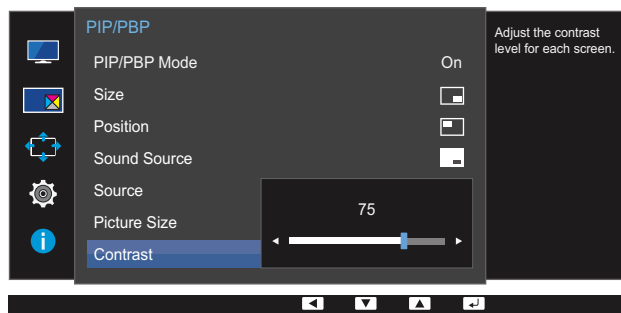 PIP/PBP
PIP/PBP Mode On
Size
Position
Sound Source
Source
Picture Size
Contrast
75
Adjust the contrast
level for each screen.